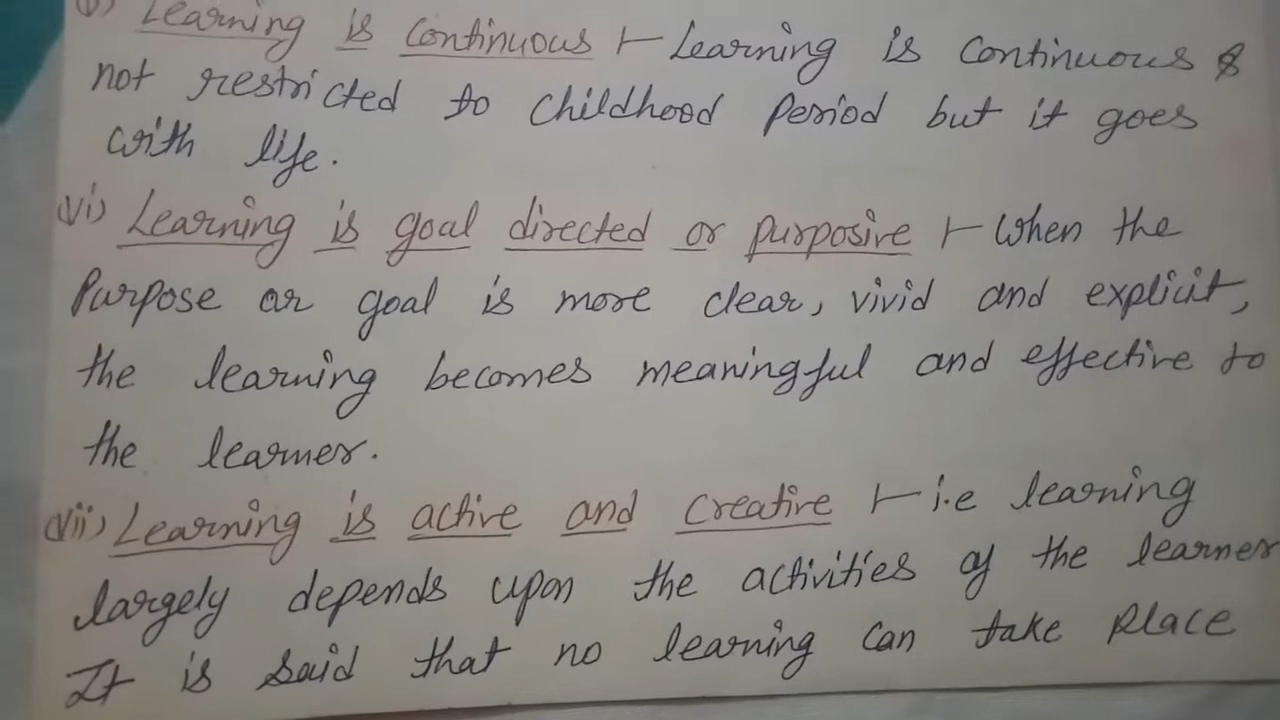 v) Learning is continuous :- Learning is continuous &
not restricted to childhood period but it goes
with life.
vi) Learning is goal directed or purposive :- When the
Purpose or goal is more clear, vivid and explicit,
the learning becomes meaningful and effective to
the learner.
vii) Learning is active and creative :- i.e learning
largely depends upon the activities of the learner
It is said that no learning can take place